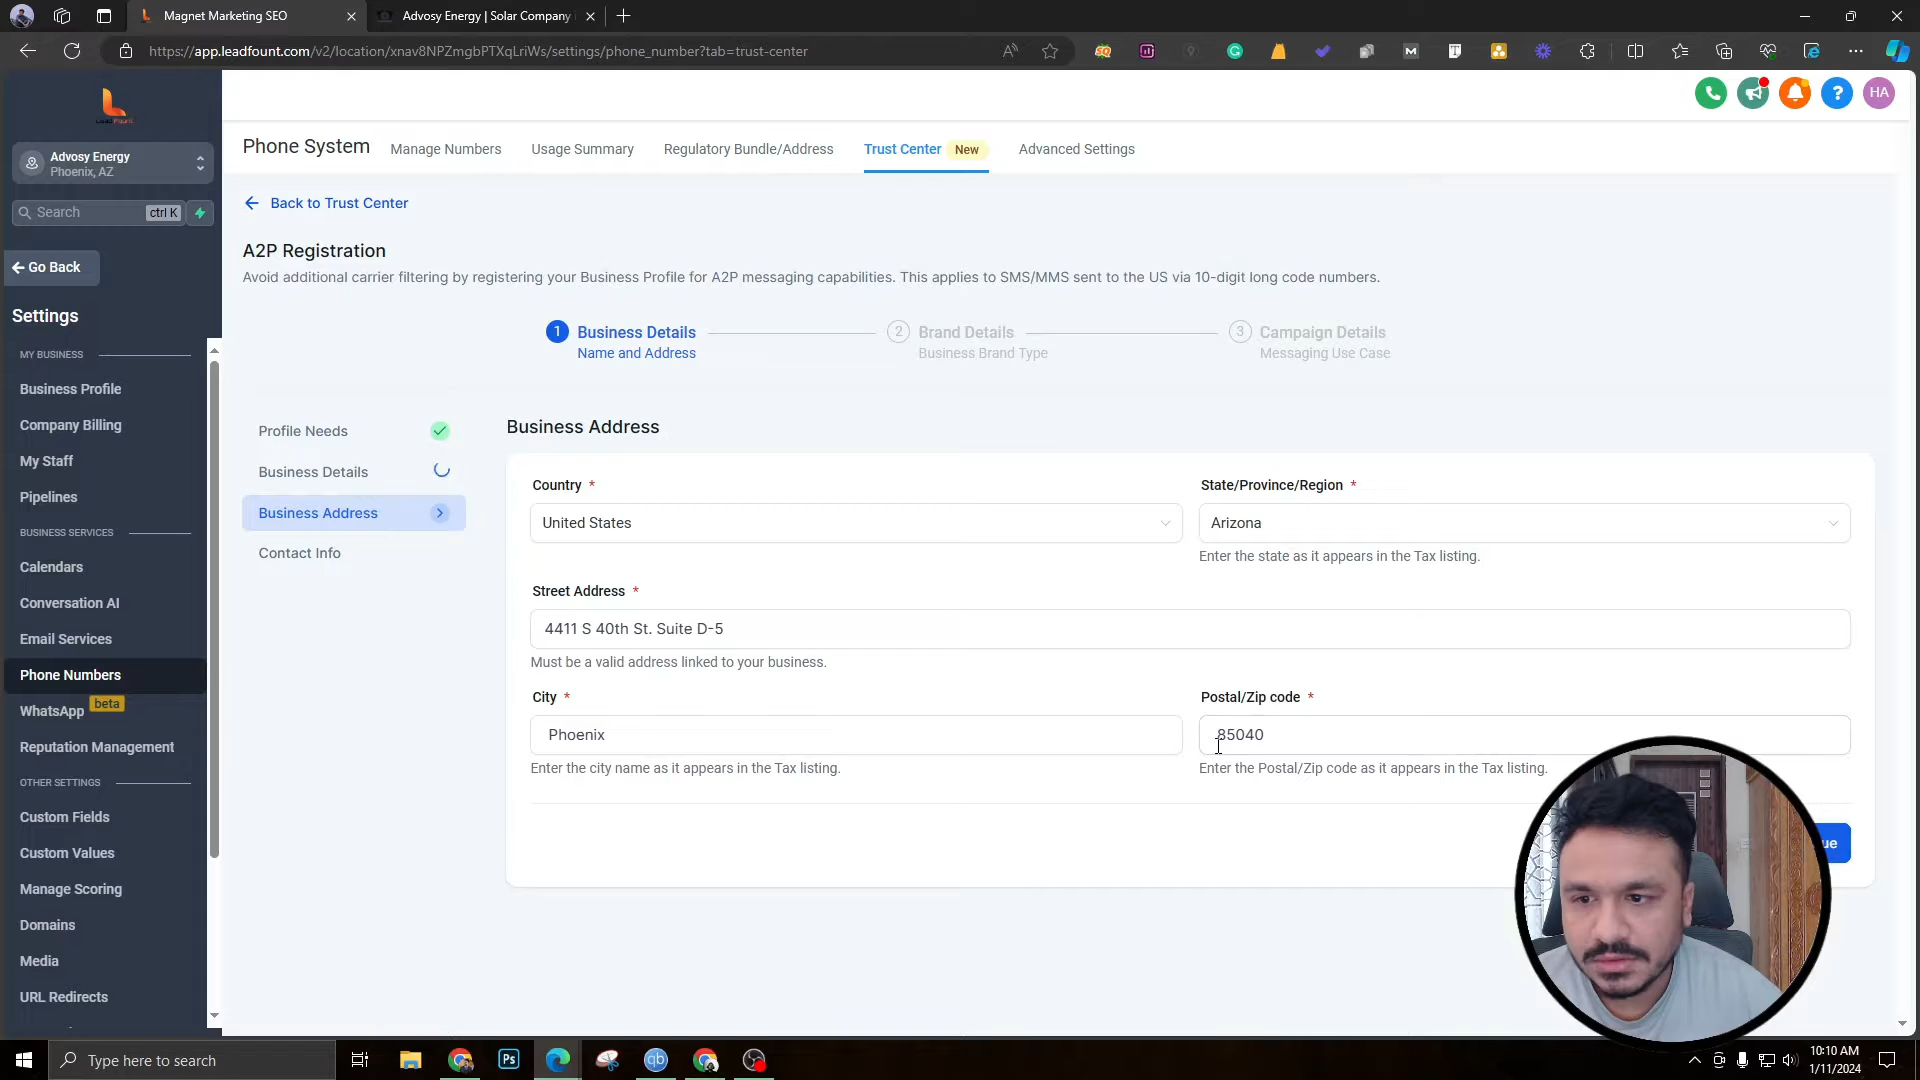 Magnet Marketing SEO
Advosy Energy | Solar Company
https://app.leadfount.com/v2/location/xnav8NPZmgbPTXqLriWs/settings/phone_number?tab=trust-center
HA
Advosy Energy
Phoenix, AZ
Search ctrl K
Go Back
Settings
MY BUSINESS
Business Profile
Company Billing
My Staff
Pipelines
BUSINESS SERVICES
Calendars
Conversation AI
Email Services
Phone Numbers
WhatsApp beta
Reputation Management
OTHER SETTINGS
Custom Fields
Custom Values
Manage Scoring
Domains
Media
URL Redirects
Phone System Manage Numbers Usage Summary Regulatory Bundle/Address Trust Center New Advanced Settings
Back to Trust Center
A2P Registration
Avoid additional carrier filtering by registering your Business Profile for A2P messaging capabilities. This applies to SMS/MMS sent to the US via 10-digit long code numbers.
1 Business Details
Name and Address
2 Brand Details
Business Brand Type
3 Campaign Details
Messaging Use Case
Profile Needs
Business Details
Business Address
Contact Info
Business Address
Country *
United States
State/Province/Region *
Arizona
Enter the state as it appears in the Tax listing.
Street Address *
4411 S 40th St. Suite D-5
Must be a valid address linked to your business.
City *
Phoenix
Enter the city name as it appears in the Tax listing.
Postal/Zip code *
85040
Enter the Postal/Zip code as it appears in the Tax listing.
ue
Type here to search
Ps
qb
10:10 AM
1/11/2024